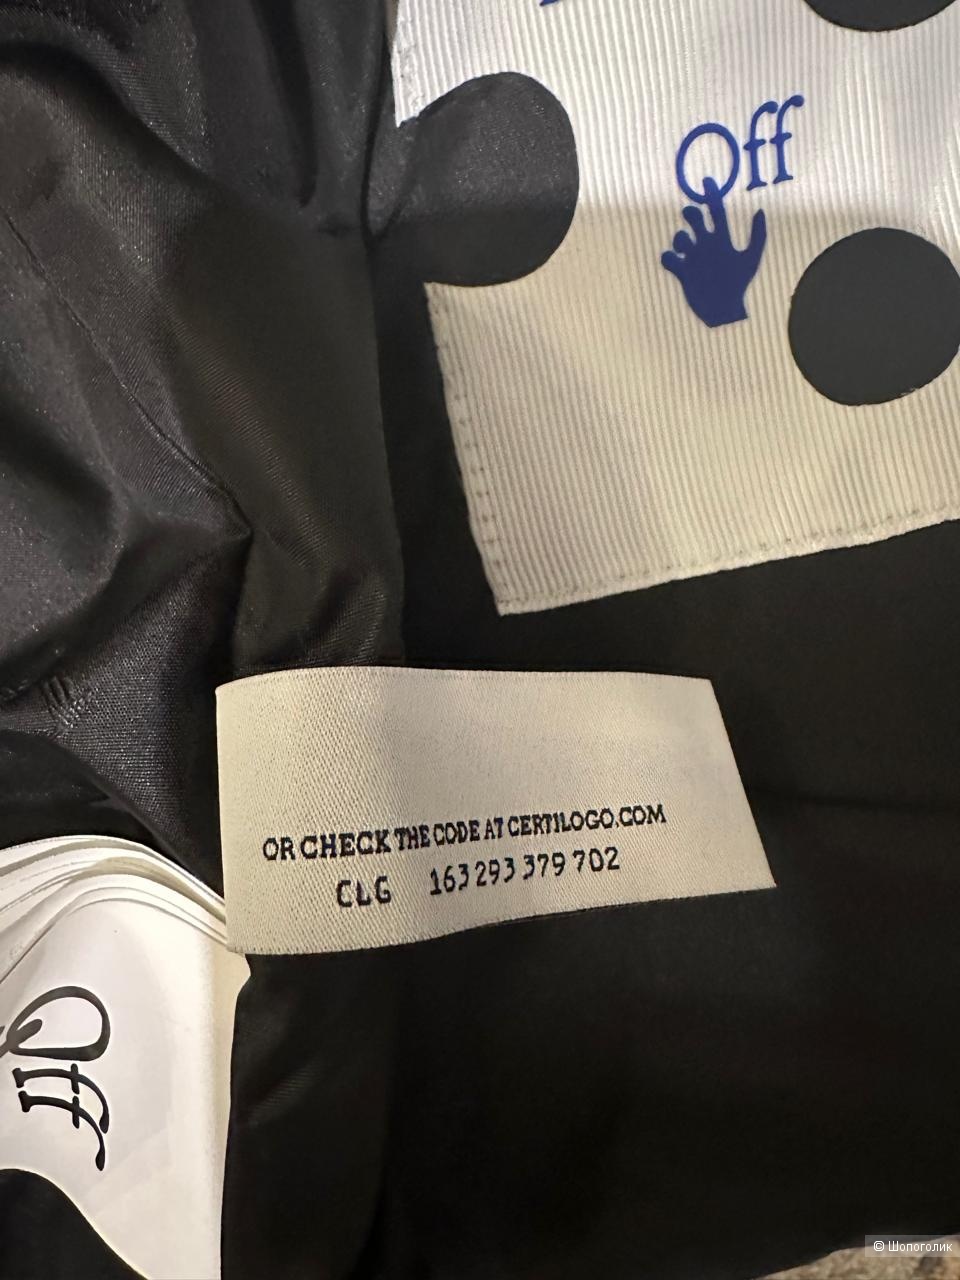 Off
OR CHECK THE CODE AT CERTILOGO.COM
CLG 163 293 379 702
Off
© Шопоголик